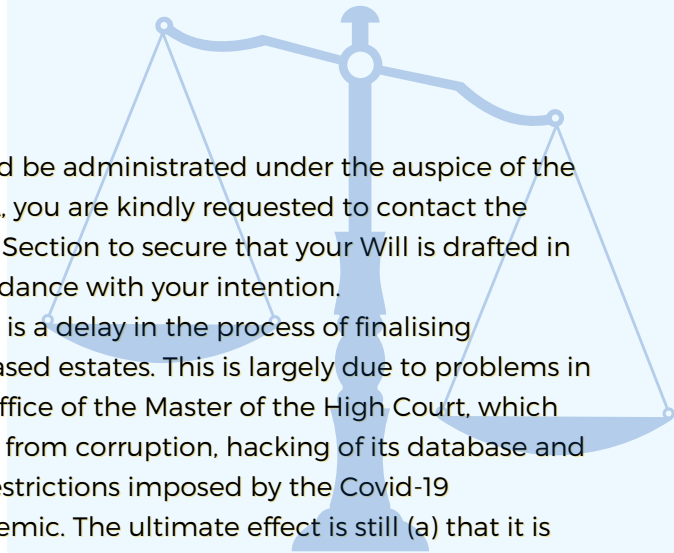 d be administrated under the auspice of the
, you are kindly requested to contact the
Section to secure that your Will is drafted in
dance with your intention.
is a delay in the process of finalising
ased estates. This is largely due to problems in
ffice of the Master of the High Court, which
from corruption, hacking of its database and
estrictions imposed by the Covid-19
emic. The ultimate effect is still (a) that it is